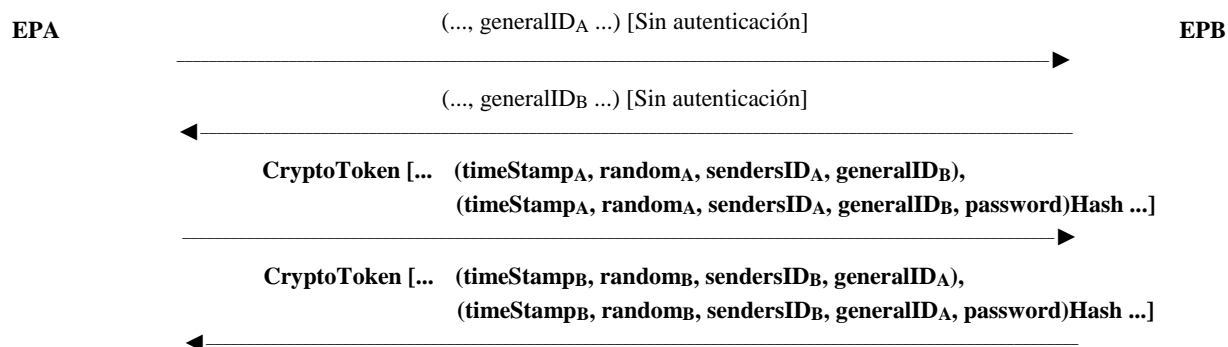 (..., generalIDA ...) [Sin autenticación]
EPA EPB
(..., generalIDB ...) [Sin autenticación]
CryptoToken [... (timeStampA, randomA, sendersIDA, generalIDB),
(timeStampA, randomA, sendersIDA, generalIDB, password)Hash ...]
CryptoToken [... (timeStampB, randomB, sendersIDB, generalIDA),
(timeStampB, randomB, sendersIDB, generalIDA, password)Hash ...]